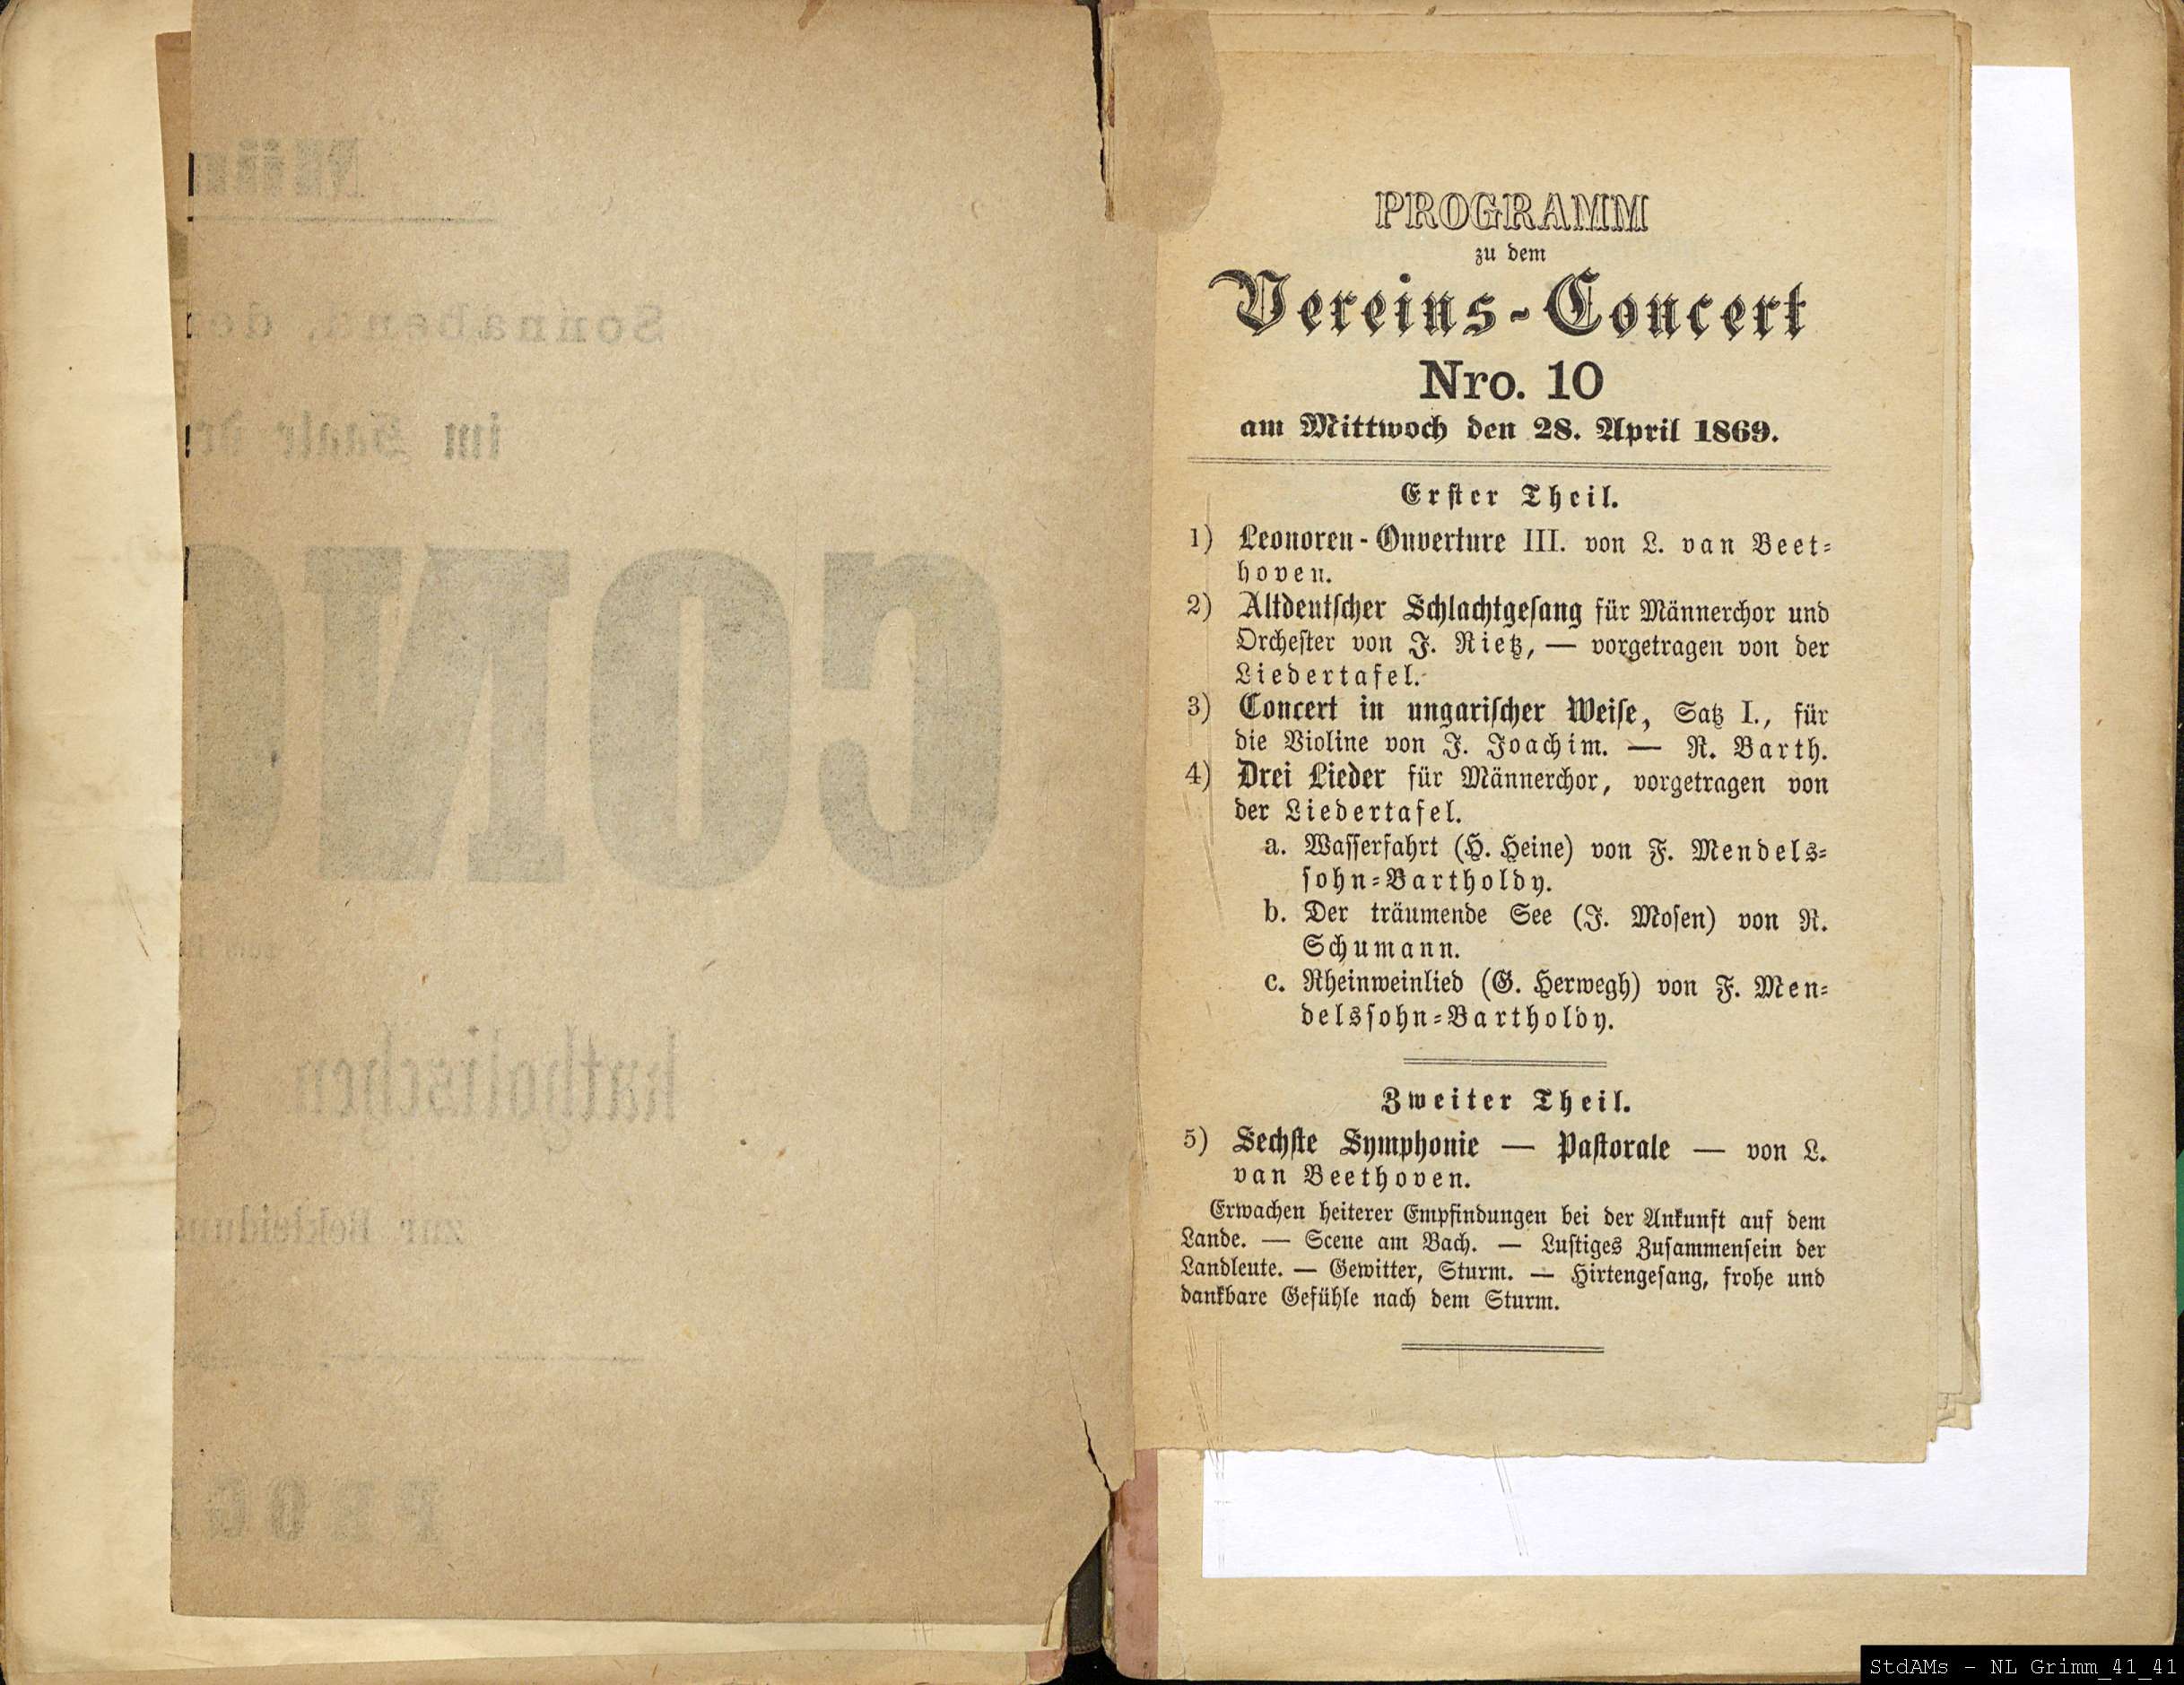 PROGRAMM
zu dem
Vereins-Concert
Nro. 10
am Mittwoch den 28. April 1869.
Erſter Theil.
1) Leonoren-Ouverture III. von L. van Beet-
hoven.
2) Altdeutſcher Schlachtgeſang für Männerchor und
Orcheſter von J. Rietz, — vorgetragen von der
Liedertafel.
3) Concert in ungariſcher Weiſe, Satz I., für
die Violine von J. Joachim. — R. Barth.
4) Drei Lieder für Männerchor, vorgetragen von
der Liedertafel.
a. Waſſerfahrt (H. Heine) von F. Mendels-
ſohn-Bartholdy.
b. Der träumende See (J. Moſen) von R.
Schumann.
c. Rheinweinlied (G. Herwegh) von F. Men-
delsſohn-Bartholdy.
Zweiter Theil.
5) Sechſte Symphonie — Paſtorale — von L.
van Beethoven.
Erwachen heiterer Empfindungen bei der Ankunft auf dem
Lande. — Scene am Bach. — Luſtiges Zuſammenſein der
Landleute. — Gewitter, Sturm. — Hirtengeſang, frohe und
dankbare Gefühle nach dem Sturm.
StdAMs - NL Grimm_41_41